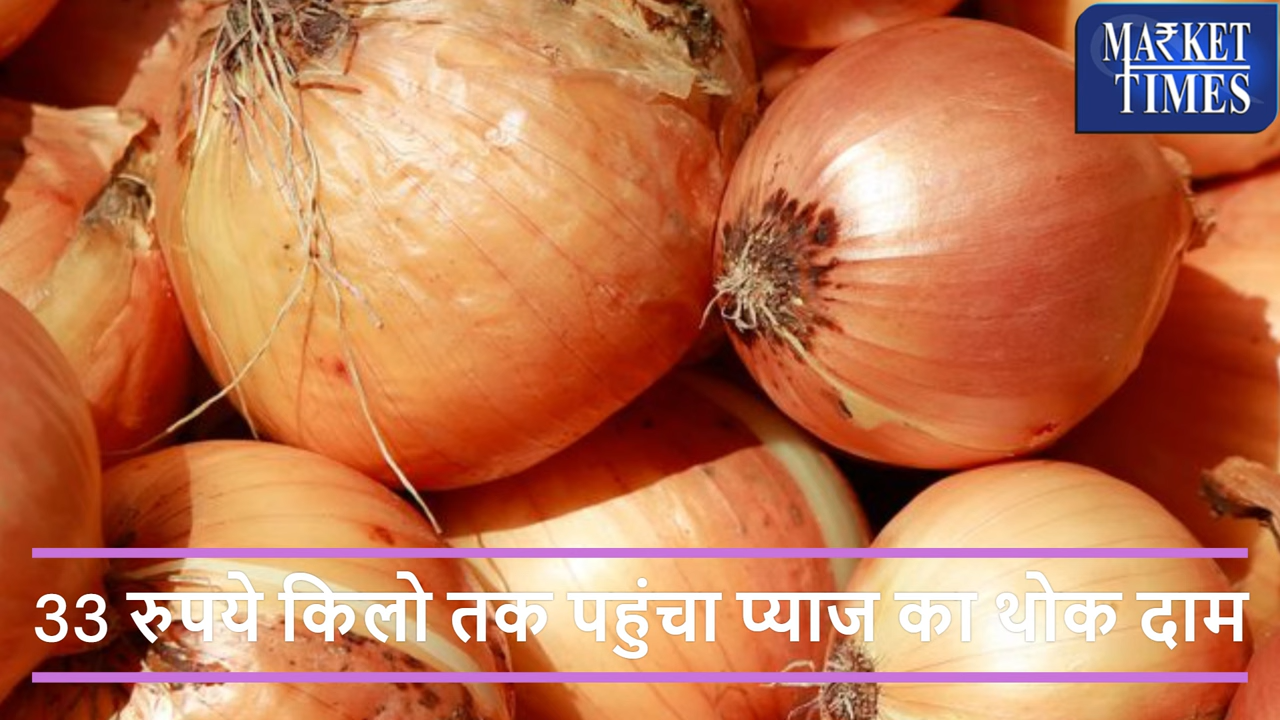 MA₹KET
TIMES
33 रुपये किलो तक पहुंचा प्याज का थोक दाम